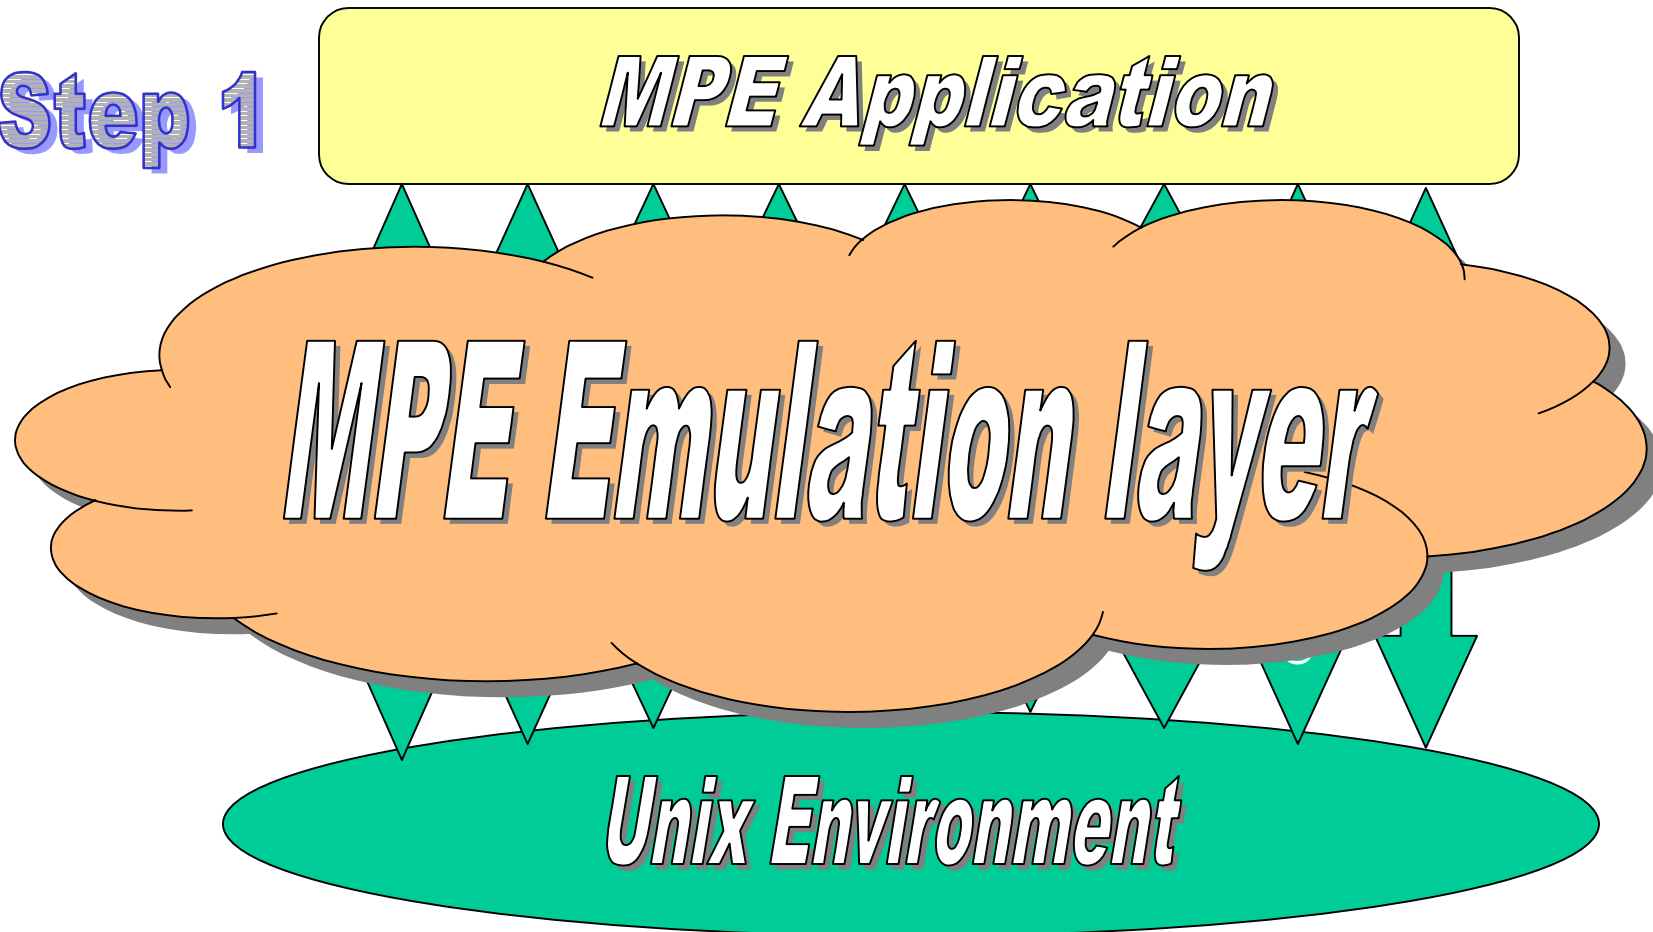 Step 1
MPE Application
MPE Emulation layer
Unix Environment